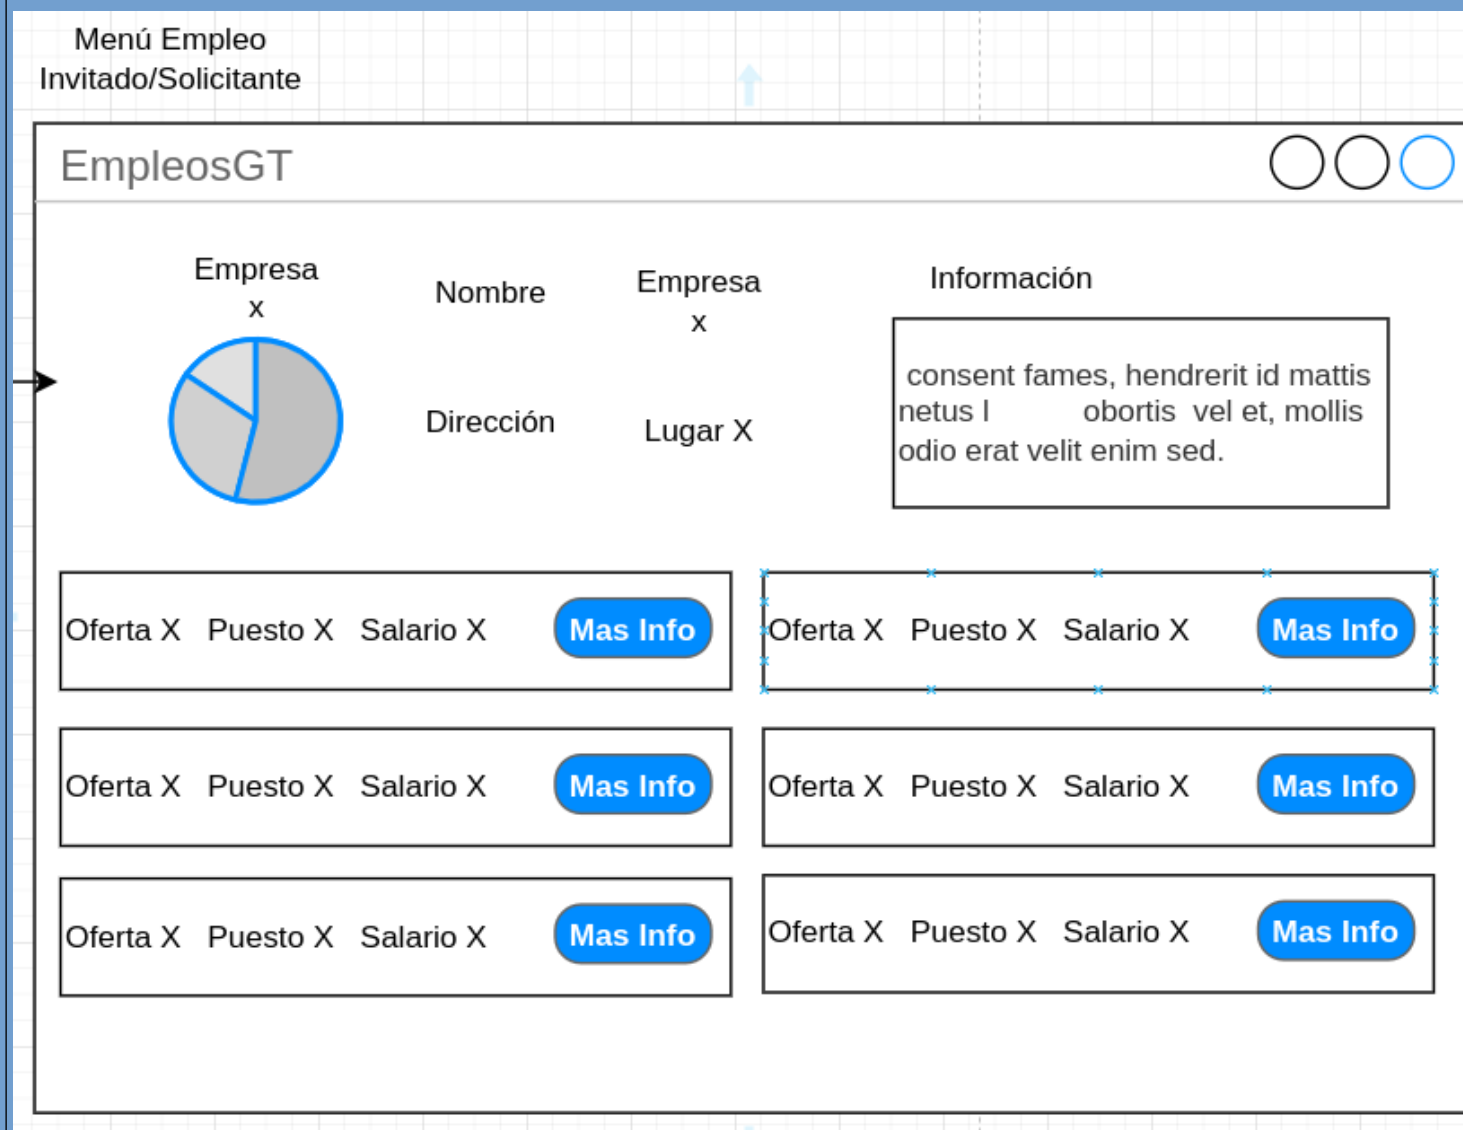 Menú Empleo
Invitado/Solicitante
EmpleosGT
Empresa
x
Nombre
Empresa
x
Información
Dirección
Lugar X
consent fames, hendrerit id mattis
netus l obortis vel et, mollis
odio erat velit enim sed.
Oferta X Puesto X Salario X Mas Info
Oferta X Puesto X Salario X Mas Info
Oferta X Puesto X Salario X Mas Info
Oferta X Puesto X Salario X Mas Info
Oferta X Puesto X Salario X Mas Info
Oferta X Puesto X Salario X Mas Info